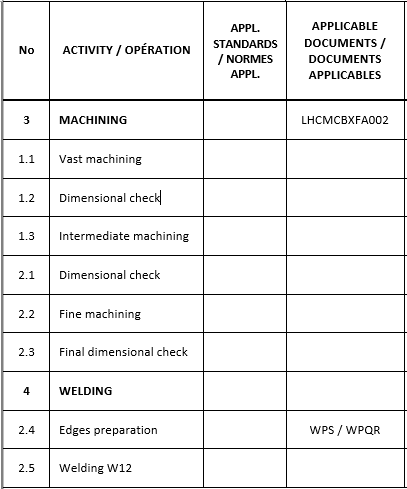 No ACTIVITY / OPÉRATION APPL. STANDARDS / NORMES APPL. APPLICABLE DOCUMENTS / DOCUMENTS APPLICABLES
3 MACHINING LHCMCBXFA002
1.1 Vast machining
1.2 Dimensional check
1.3 Intermediate machining
2.1 Dimensional check
2.2 Fine machining
2.3 Final dimensional check
4 WELDING
2.4 Edges preparation WPS / WPQR
2.5 Welding W12